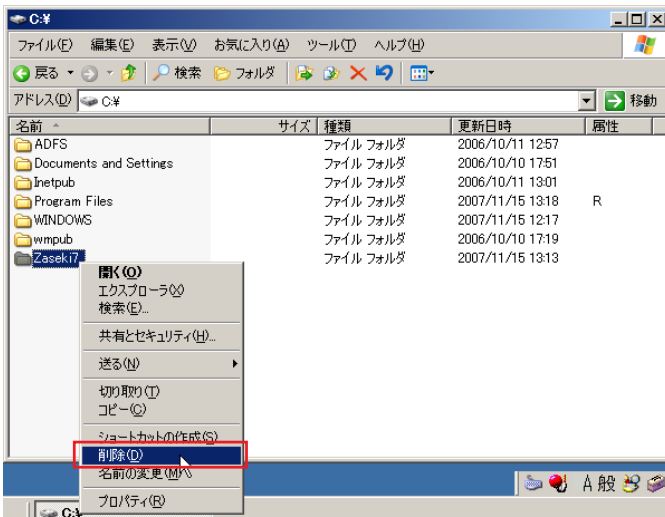 C:¥
ファイル(F) 編集(E) 表示(V) お気に入り(A) ツール(T) ヘルプ(H)
戻る 検索 フォルダ
アドレス(D) C:¥ 移動
名前 サイズ 種類 更新日時 属性
ADFS ファイル フォルダ 2006/10/11 12:57
Documents and Settings ファイル フォルダ 2006/10/10 17:51
Inetpub ファイル フォルダ 2006/10/11 13:01
Program Files ファイル フォルダ 2007/11/15 13:18 R
WINDOWS ファイル フォルダ 2007/11/15 12:17
wmpub ファイル フォルダ 2006/10/10 17:19
Zaseki7 ファイル フォルダ 2007/11/15 13:13
開く(O)
エクスプローラ(X)
検索(E)...
共有とセキュリティ(H)...
送る(N)
切り取り(T)
コピー(C)
ショートカットの作成(S)
削除(D)
名前の変更(M)
プロパティ(R)
A 般
C:¥